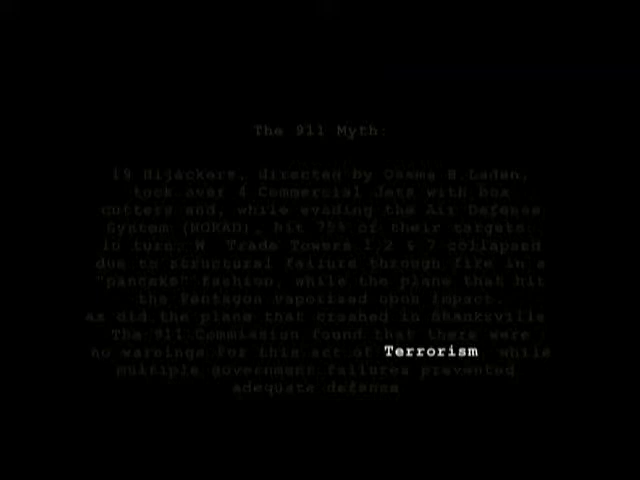 The 911 Myth:
19 Hijackers, directed by Osama B.Laden,
took over 4 Commercial Jets with box
cutters and, while evading the Air Defense
System (NORAD), hit 75% of their targets.
In turn, W. Trade Towers 1,2 & 7 collapsed
due to structural failure through fire in a
"pancake" fashion, while the plane that hit
the Pentagon vaporized upon impact,
as did the plane that crashed in Shanksville.
The 911 Commission found that there were
no warnings for this act of Terrorism while
multiple government failures prevented
adequate defense